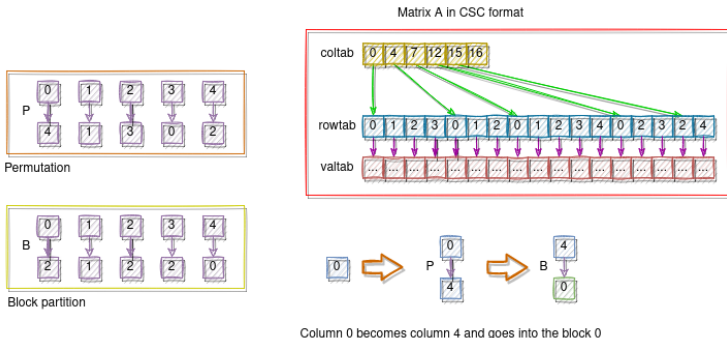 Matrix A in CSC format
coltab 0 4 7 12 15 16
0 1 2 3 4
P
4 1 3 0 2
Permutation
rowtab 0 1 2 3 0 1 2 0 1 2 3 4 0 2 3 2 4
valtab ... ... ... ... ... ... ... ... ... ... ... ... ... ... ... ... ...
0 1 2 3 4
B
2 1 2 2 0
Block partition
0 4
0 P B
4 0
Column 0 becomes column 4 and goes into the block 0